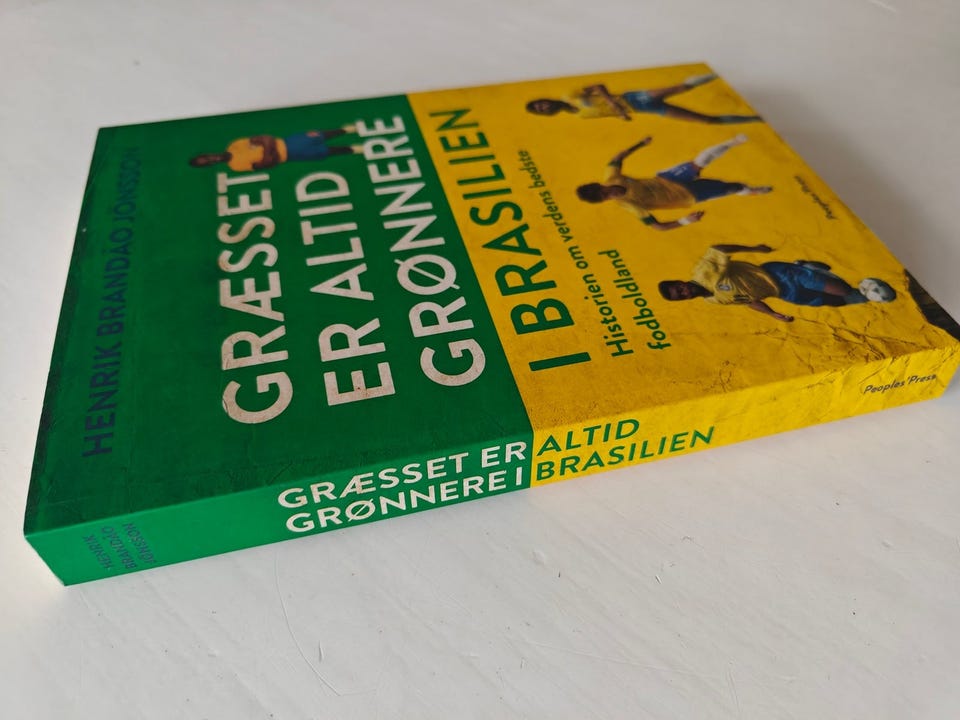 HENRIK BRANDÃO JÖNSSON
GRÆSSET
ER ALTID
GRØNNERE
I BRASILIEN
Historien om verdens bedste
fodboldland
PeoplesPress
HENRIK
BRANDÃO
JÖNSSON
GRÆSSET ER ALTID
GRØNNERE I BRASILIEN
Peoples'Press